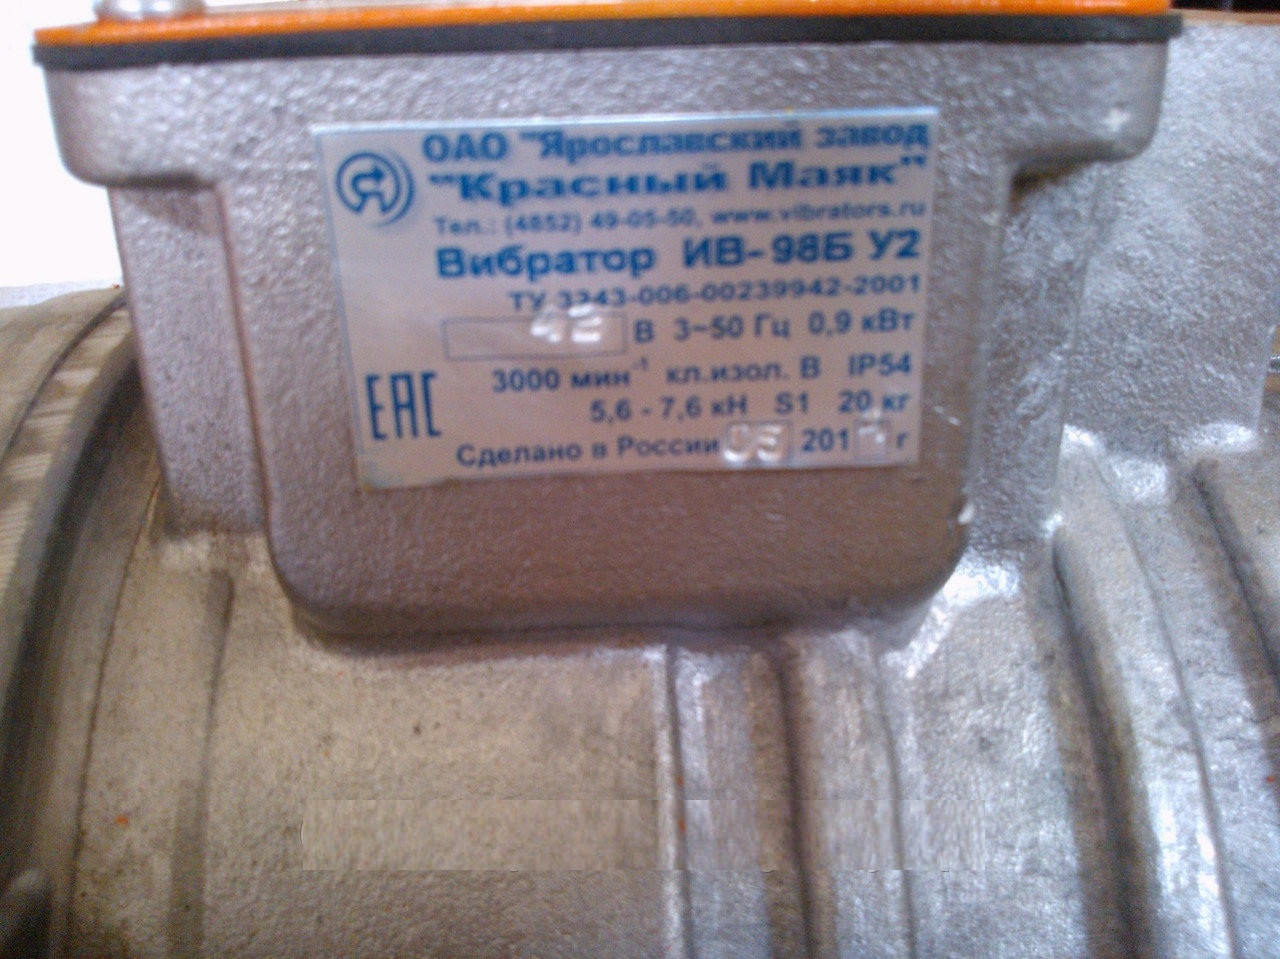 ОАО "Ярославский завод
"Красный Маяк"
Тел.: (4852) 49-05-50, www.vibrators.ru
Вибратор ИВ-98Б У2
ТУ 3343-006-00239942-2001
42 В 3~50 Гц 0,9 кВт
3000 мин⁻¹ кл.изол. В IP54
5,6 - 7,6 кН S1 20 кг
ЕАС
Сделано в России 05 201 г